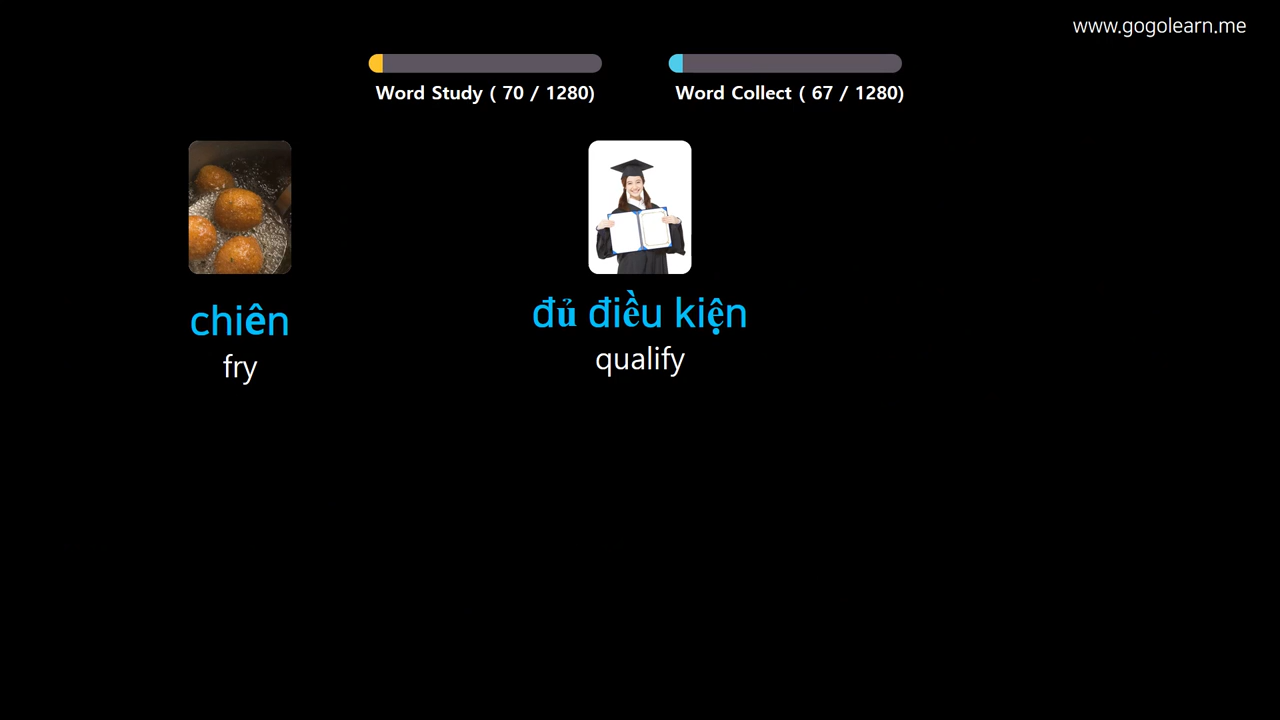 www.gogolearn.me
Word Study ( 70 / 1280)
Word Collect ( 67 / 1280)
chiên
fry
đủ điều kiện
qualify